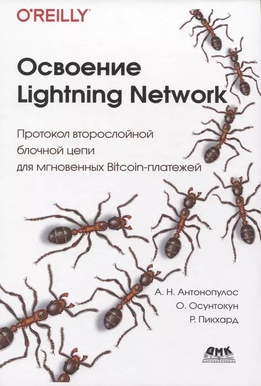 O'REILLY®
Освоение
Lightning Network
Протокол второслойной
блочной цепи
для мгновенных Bitcoin-платежей
А. Н. Антонопулос
О. Осунтокун
Р. Пикхард
ДМК